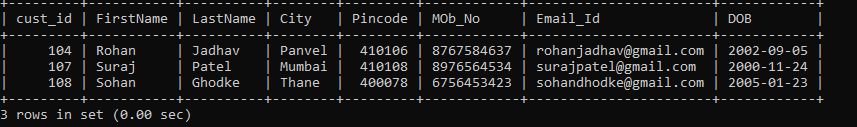 cust_id | FirstName | LastName | City | Pincode | MOb_No | Email_Id | DOB
104 | Rohan | Jadhav | Panvel | 410106 | 8767584637 | rohanjadhav@gmail.com | 2002-09-05
107 | Suraj | Patel | Mumbai | 410108 | 8976564534 | surajpatel@gmail.com | 2000-11-24
108 | Sohan | Ghodke | Thane | 400078 | 6756453423 | sohandhodke@gmail.com | 2005-01-23
3 rows in set (0.00 sec)